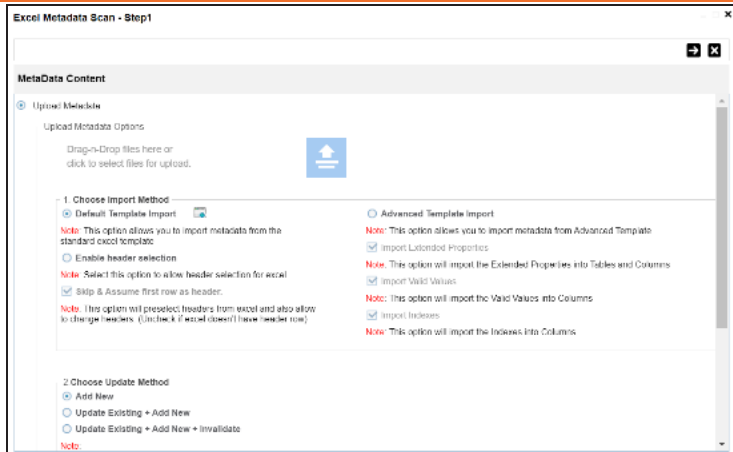 Excel Metadata Scan - Step1
MetaData Content
Upload Metadata
Upload Metadata Options
Drag-n-Drop files here or
click to select files for upload.
1. Choose Import Method
Default Template Import
Note: This option allows you to import metadata from the
standard excel template
Enable header selection
Note: Select this option to allow header selection for excel
Skip & Assume first row as header.
Note: This option will preselect headers from excel and also allow
to change headers. (Uncheck if excel doesn't have header row)
Advanced Template Import
Note: This option allows you to import metadata from Advanced Template
Import Extended Properties
Note: This option will import the Extended Properties into Tables and Columns
Import Valid Values
Note: This option will import the Valid Values into Columns
Import Indexes
Note: This option will import the Indexes into Columns
2.Choose Update Method
Add New
Update Existing + Add New
Update Existing + Add New + Invalidate
Note: